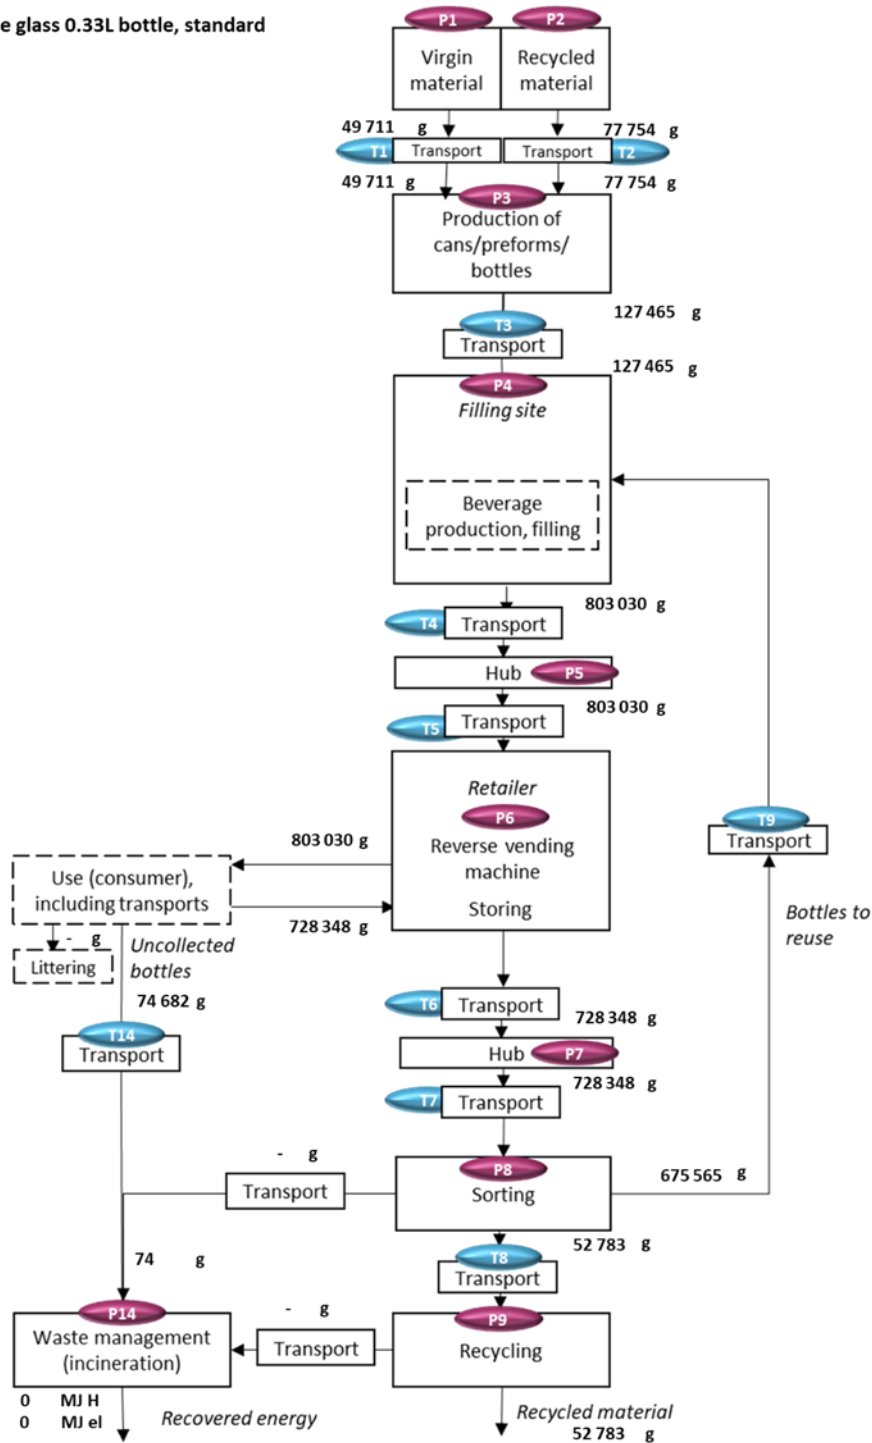 e glass 0.33L bottle, standard
P1
P2
Virgin
material
Recycled
material
49 711 g
77 754 g
T1
Transport
Transport
T2
49 711 g
77 754 g
P3
Production of
cans/preforms/
bottles
127 465 g
T3
Transport
127 465 g
P4
Filling site
Beverage
production, filling
803 030 g
T4
Transport
Hub
P5
803 030 g
T5
Transport
Retailer
P6
Reverse vending
machine
Storing
803 030 g
728 348 g
Use (consumer),
including transports
- g
Littering
Uncollected
bottles
74 682 g
T14
Transport
T9
Transport
Bottles to
reuse
T6
Transport
728 348 g
Hub
P7
728 348 g
T7
Transport
- g
Transport
P8
Sorting
675 565 g
52 783 g
T8
Transport
74 g
P14
Waste management
(incineration)
- g
Transport
P9
Recycling
0 MJ H
0 MJ el
Recovered energy
Recycled material
52 783 g